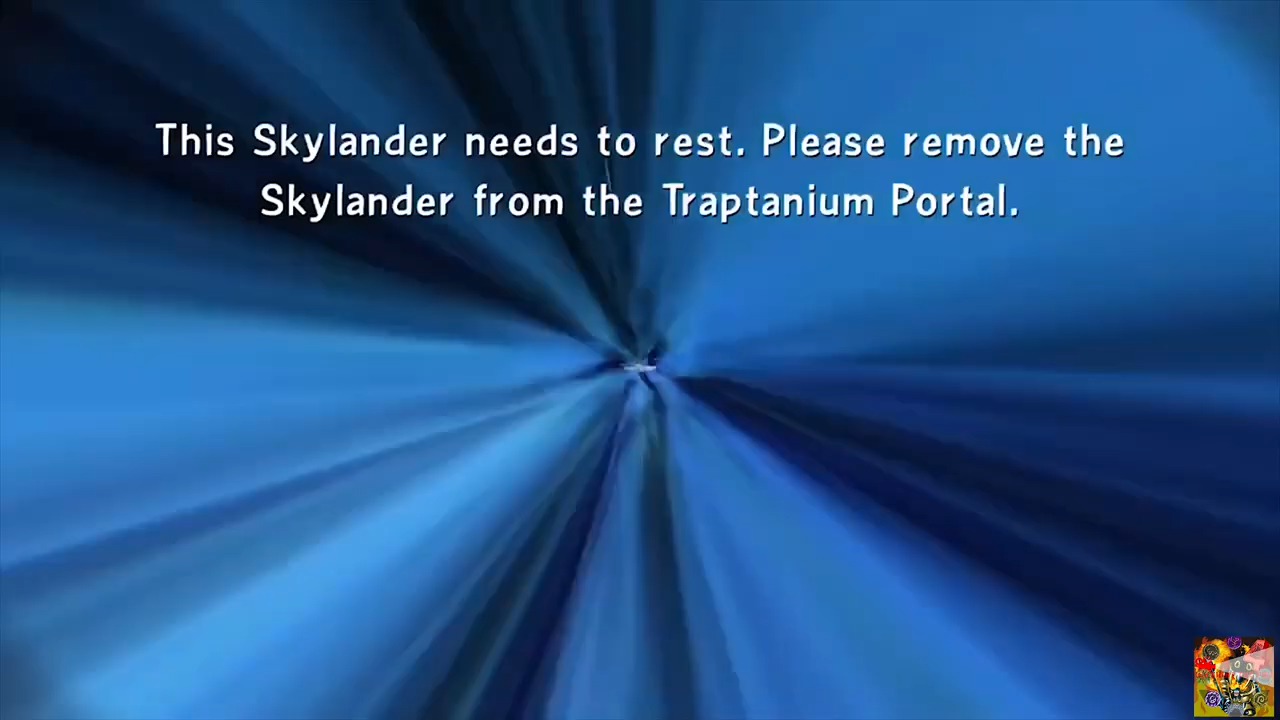 This Skylander needs to rest. Please remove the
Skylander from the Traptanium Portal.